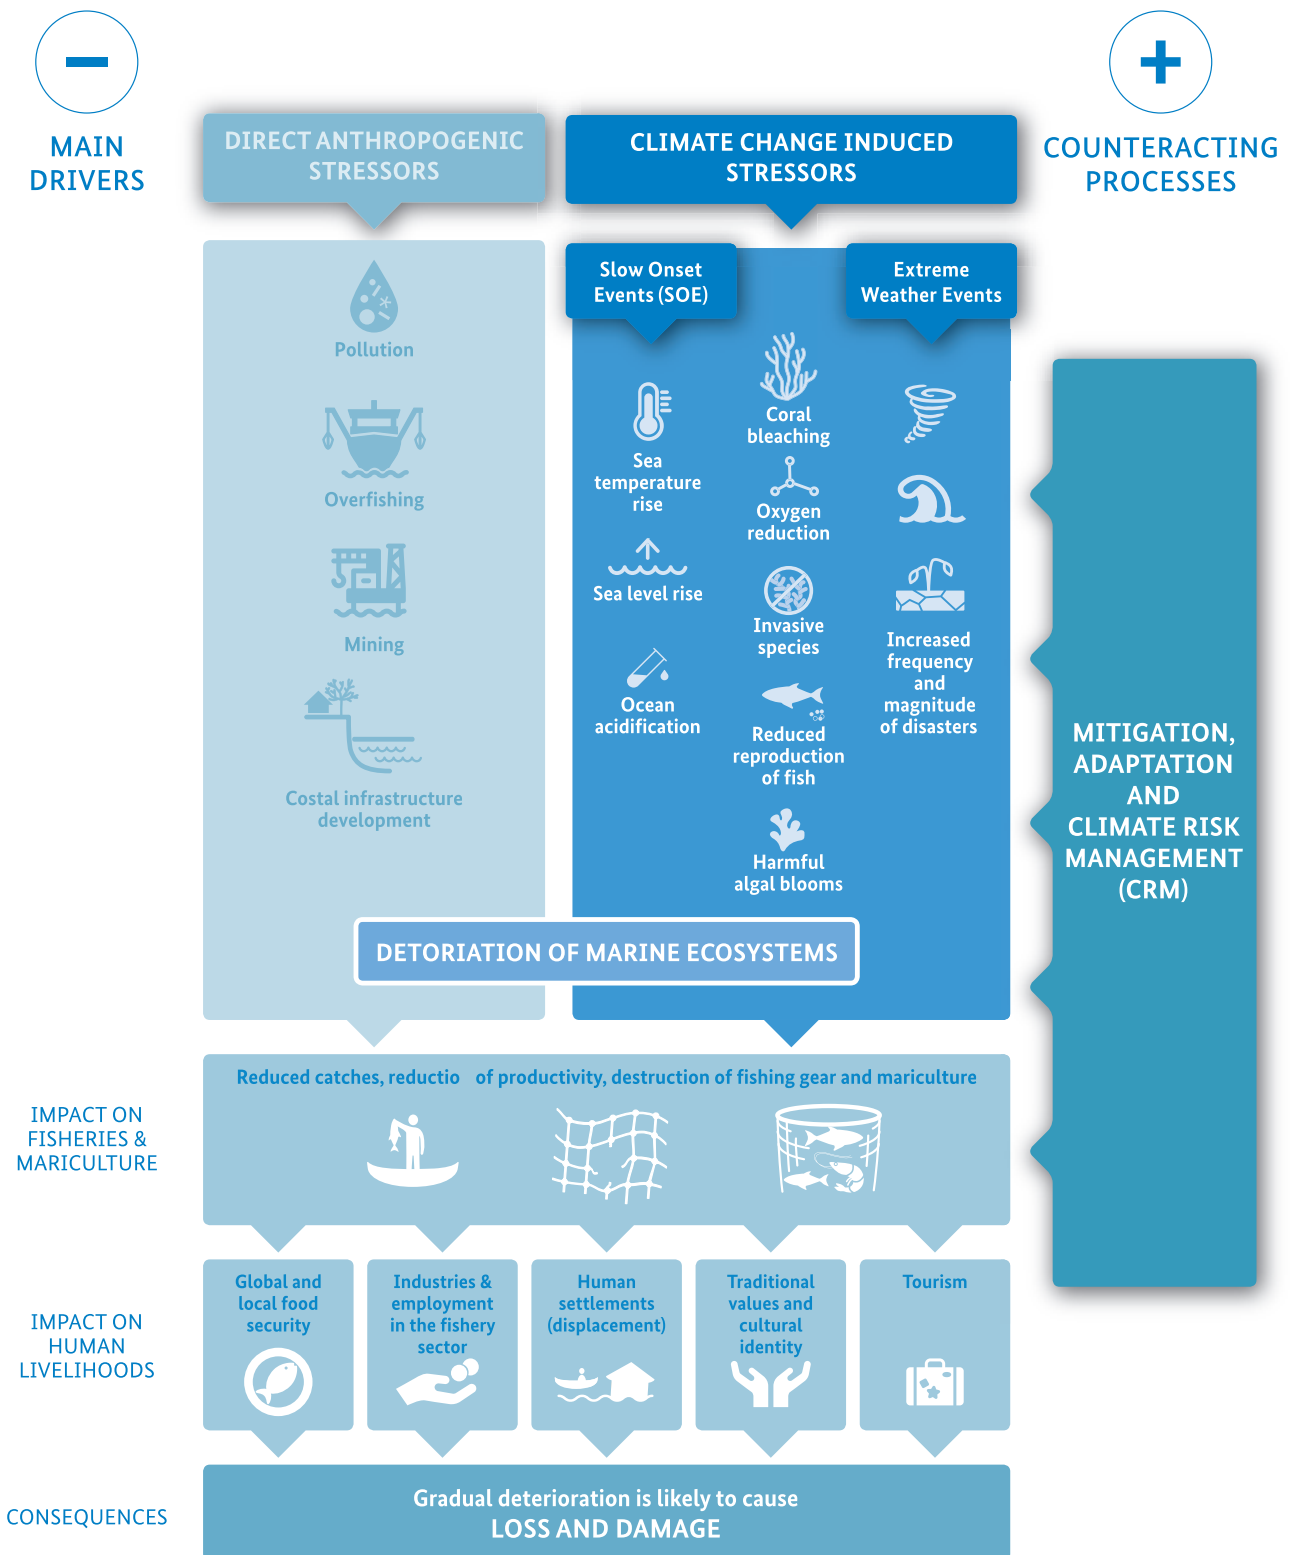 MAIN
DRIVERS
DIRECT ANTHROPOGENIC
STRESSORS
CLIMATE CHANGE INDUCED
STRESSORS
COUNTERACTING
PROCESSES
Pollution
Overfishing
Mining
Costal infrastructure
development
Slow Onset
Events (SOE)
Extreme
Weather Events
Sea
temperature
rise
Sea level rise
Ocean
acidification
Coral
bleaching
Oxygen
reduction
Invasive
species
Reduced
reproduction
of fish
Harmful
algal blooms
Increased
frequency
and
magnitude
of disasters
MITIGATION,
ADAPTATION
AND
CLIMATE RISK
MANAGEMENT
(CRM)
DETORIATION OF MARINE ECOSYSTEMS
IMPACT ON
FISHERIES &
MARICULTURE
Reduced catches, reductio of productivity, destruction of fishing gear and mariculture
IMPACT ON
HUMAN
LIVELIHOODS
Global and
local food
security
Industries &
employment
in the fishery
sector
Human
settlements
(displacement)
Traditional
values and
cultural
identity
Tourism
CONSEQUENCES
Gradual deterioration is likely to cause
LOSS AND DAMAGE